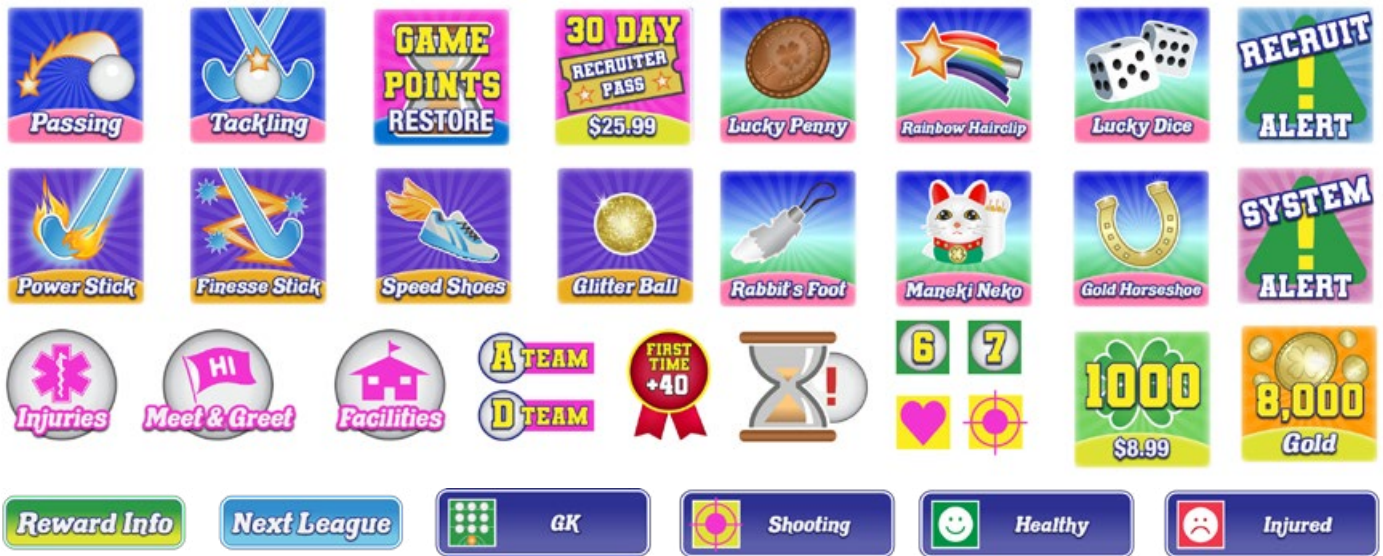 Passing
Tackling
GAME
POINTS
RESTORE
30 DAY
RECRUITER
PASS
$25.99
Lucky Penny
Rainbow Hairclip
Lucky Dice
RECRUIT
ALERT
Power Stick
Finesse Stick
Speed Shoes
Glitter Ball
Rabbit's Foot
Maneki Neko
Gold Horseshoe
SYSTEM
ALERT
Injuries
HI
Meet & Greet
Facilities
A TEAM
D TEAM
FIRST
TIME
+40
!
6
7
1000
$8.99
8,000
Gold
Reward Info
Next League
GK
Shooting
Healthy
Injured